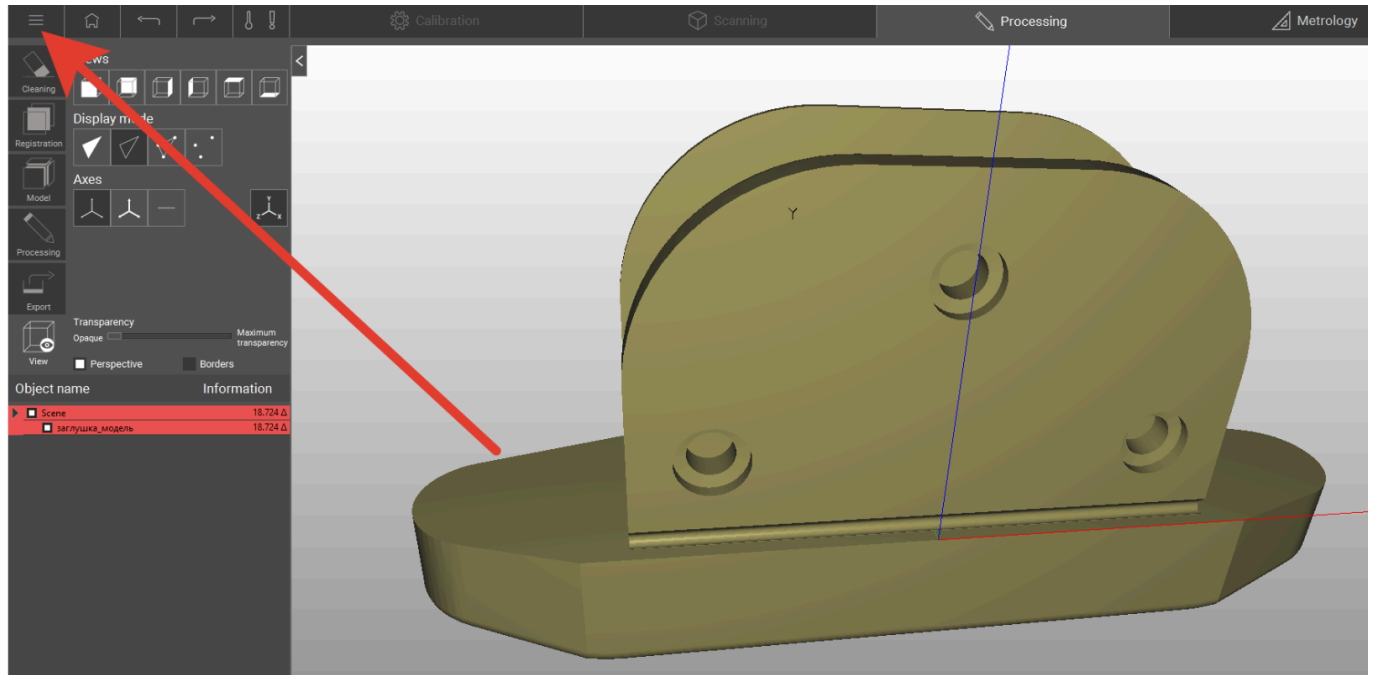 Calibration
Scanning
Processing
Metrology
Cleaning
Registration
Model
Processing
Export
View
Display mode
Axes
Y
Z
X
Transparency
Opaque
Maximum
transparency
Perspective
Borders
Object name Information
Scene 18.724 Δ
заглушка_модель 18.724 Δ
Y